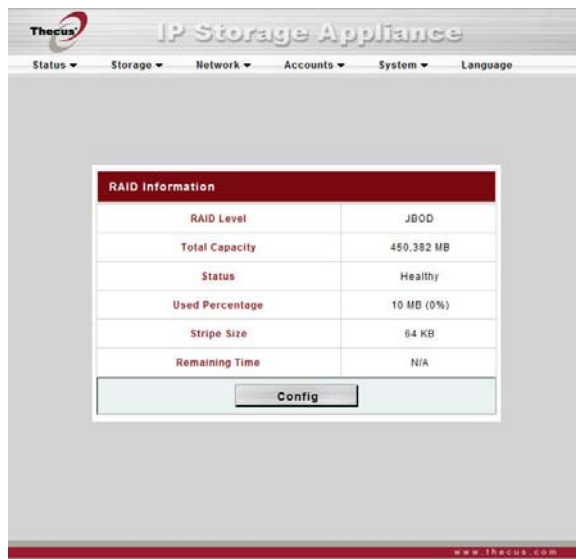 Thecus
IP Storage Appliance
Status Storage Network Accounts System Language
RAID Information
RAID Level JBOD
Total Capacity 450,382 MB
Status Healthy
Used Percentage 10 MB (0%)
Stripe Size 64 KB
Remaining Time N/A
Config
www.thecus.com